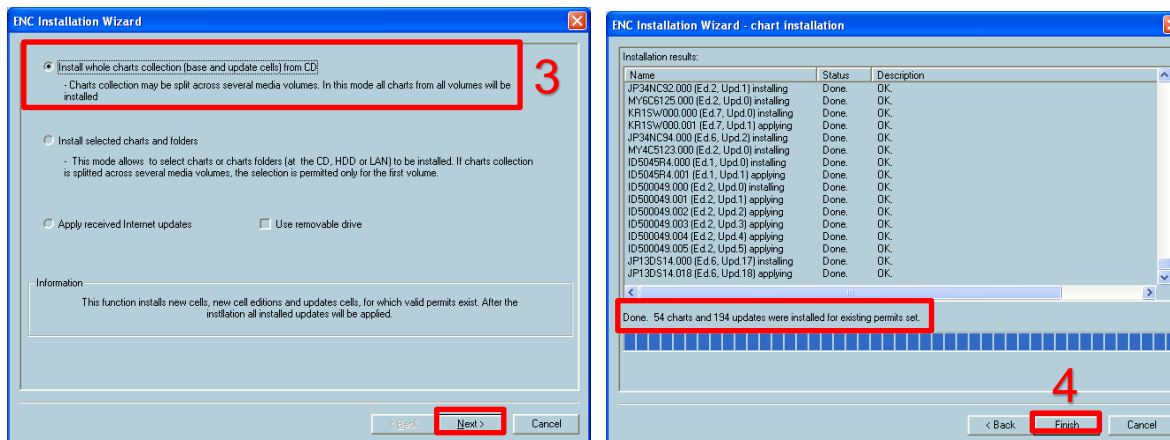 ENC Installation Wizard
Install whole charts collection (base and update cells) from CD
- Charts collection may be split across several media volumes. In this mode all charts from all volumes will be
installed
3
Install selected charts and folders
- This mode allows to select charts or charts folders (at the CD, HDD or LAN) to be installed. If charts collection
is splitted across several media volumes, the selection is permitted only for the first volume.
Apply received Internet updates
Use removable drive
Information
This function installs new cells, new cell editions and updates cells, for which valid permits exist. After the
instllation all installed updates will be applied.
< Back
Next >
Cancel
ENC Installation Wizard - chart installation
Installation results:
Name Status Description
JP34NC92.000 (Ed.2, Upd.1) installing Done. OK.
MY6C6125.000 (Ed.2, Upd.0) installing Done. OK.
KR1SW000.000 (Ed.7, Upd.0) installing Done. OK.
KR1SW000.001 (Ed.7, Upd.1) applying Done. OK.
JP34NC94.000 (Ed.6, Upd.2) installing Done. OK.
MY4C5123.000 (Ed.2, Upd.0) installing Done. OK.
ID5045R4.000 (Ed.1, Upd.0) installing Done. OK.
ID5045R4.001 (Ed.1, Upd.1) applying Done. OK.
ID500049.000 (Ed.2, Upd.0) installing Done. OK.
ID500049.001 (Ed.2, Upd.1) applying Done. OK.
ID500049.002 (Ed.2, Upd.2) applying Done. OK.
ID500049.003 (Ed.2, Upd.3) applying Done. OK.
ID500049.004 (Ed.2, Upd.4) applying Done. OK.
ID500049.005 (Ed.2, Upd.5) applying Done. OK.
JP13DS14.000 (Ed.6, Upd.17) installing Done. OK.
JP13DS14.018 (Ed.6, Upd.18) applying Done. OK.
Done. 54 charts and 194 updates were installed for existing permits set.
4
< Back
Finish
Cancel